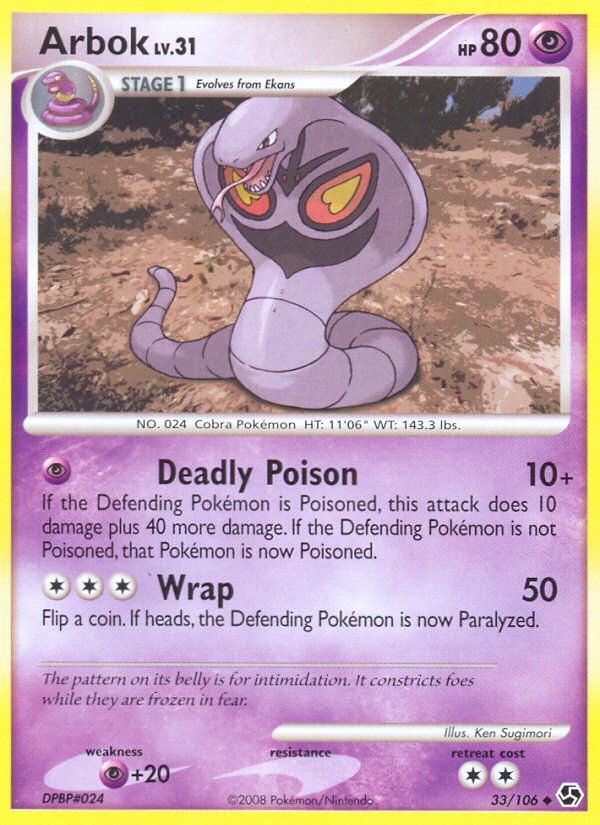 Arbok LV.31
HP 80
STAGE 1 Evolves from Ekans
NO. 024 Cobra Pokémon HT: 11'06" WT: 143.3 lbs.
Deadly Poison 10+
If the Defending Pokémon is Poisoned, this attack does 10
damage plus 40 more damage. If the Defending Pokémon is not
Poisoned, that Pokémon is now Poisoned.
Wrap 50
Flip a coin. If heads, the Defending Pokémon is now Paralyzed.
The pattern on its belly is for intimidation. It constricts foes
while they are frozen in fear.
Illus. Ken Sugimori
weakness resistance retreat cost
+20
DPBP#024 ©2008 Pokémon/Nintendo 33/106